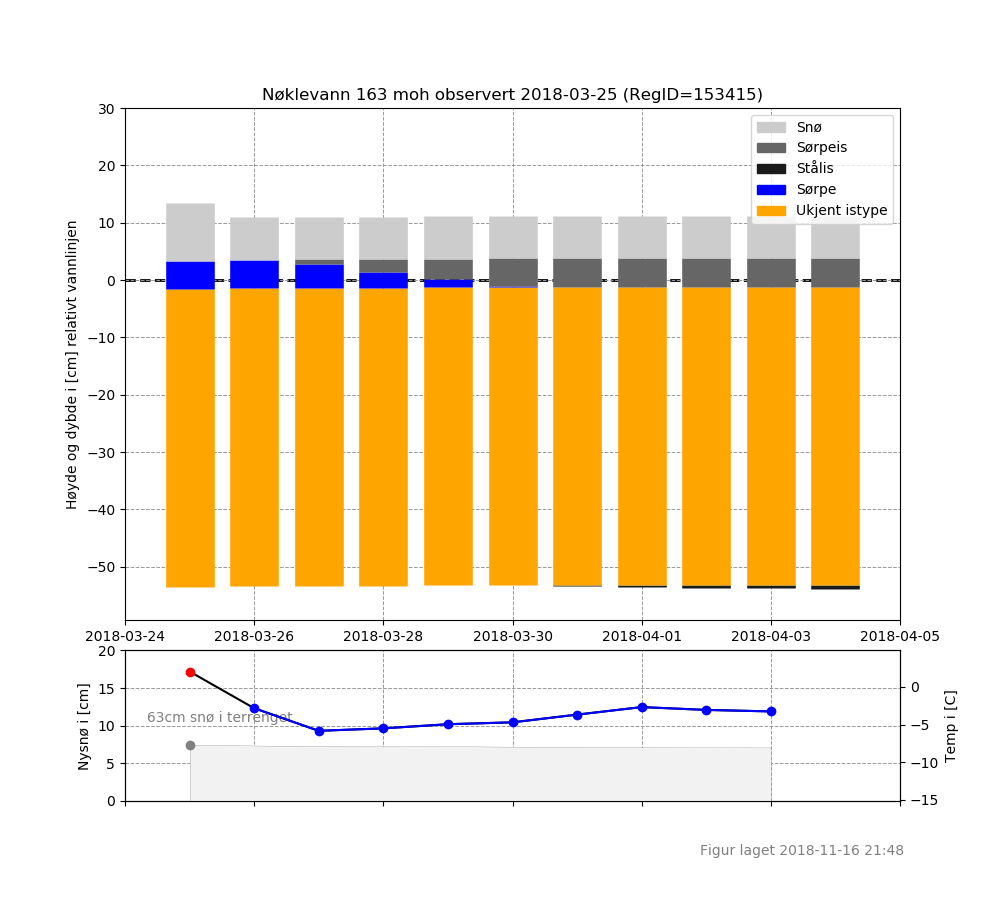 Nøklevann 163 moh observert 2018-03-25 (RegID=153415)
Høyde og dybde i [cm] relativt vannlinjen
30
20
10
0
−10
−20
−30
−40
−50
Snø
Sørpeis
Stålis
Sørpe
Ukjent istype
2018-03-24 2018-03-26 2018-03-28 2018-03-30 2018-04-01 2018-04-03 2018-04-05
Nysnø i [cm]
20
15
10
5
0
63cm snø i terrenget
0
−5
−10
−15
Temp i [C]
Figur laget 2018-11-16 21:48